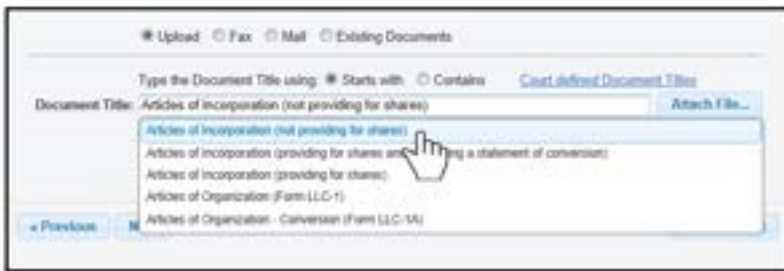 Upload Fax Mail Existing Documents
Type the Document Title using Starts with Contains Court defined Document Titles
Document Title: Articles of Incorporation (not providing for shares) Attach File...
Articles of Incorporation (not providing for shares)
Articles of Incorporation (providing for shares a statement of conversion)
Articles of Incorporation (providing for shares)
Articles of Organization (Form LLC-1)
Articles of Organization - Conversion (Form LLC-1A)
« Previous